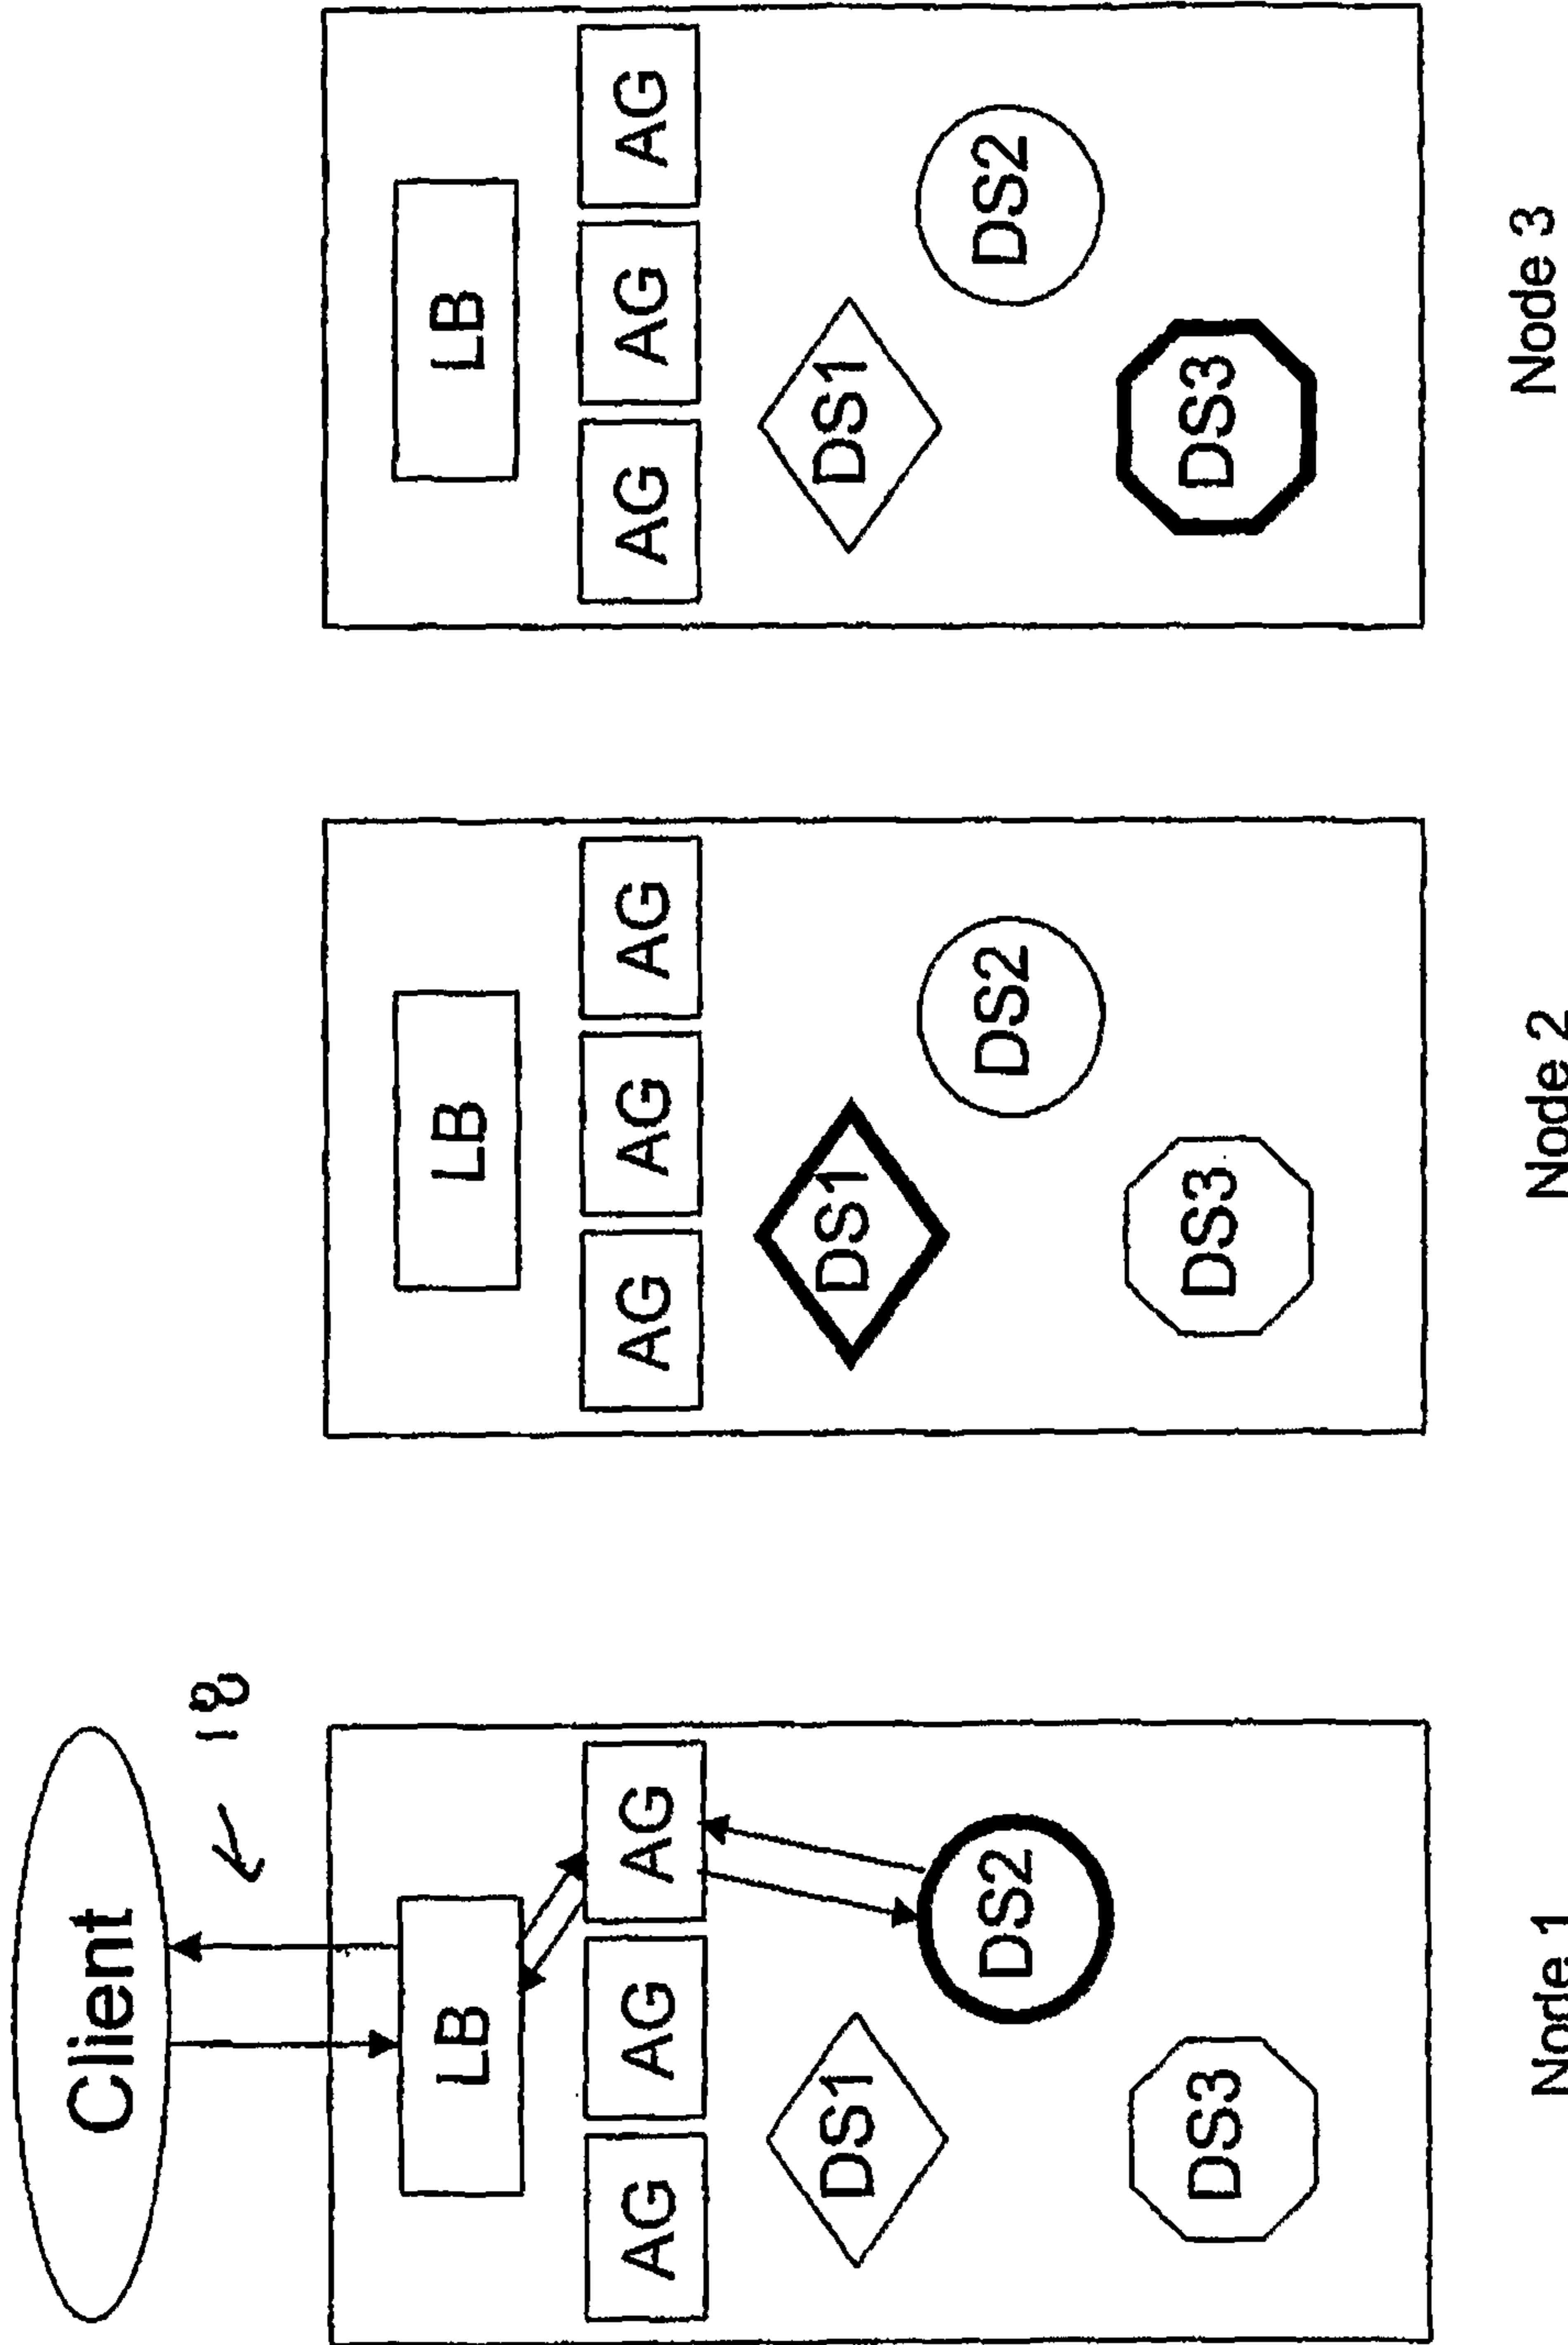 Client
18
LB
AG
AG
AG
DS1
DS2
DS3
Node 1
LB
AG
AG
AG
DS1
DS2
DS3
Node 2
LB
AG
AG
AG
DS1
DS2
DS3
Node 3